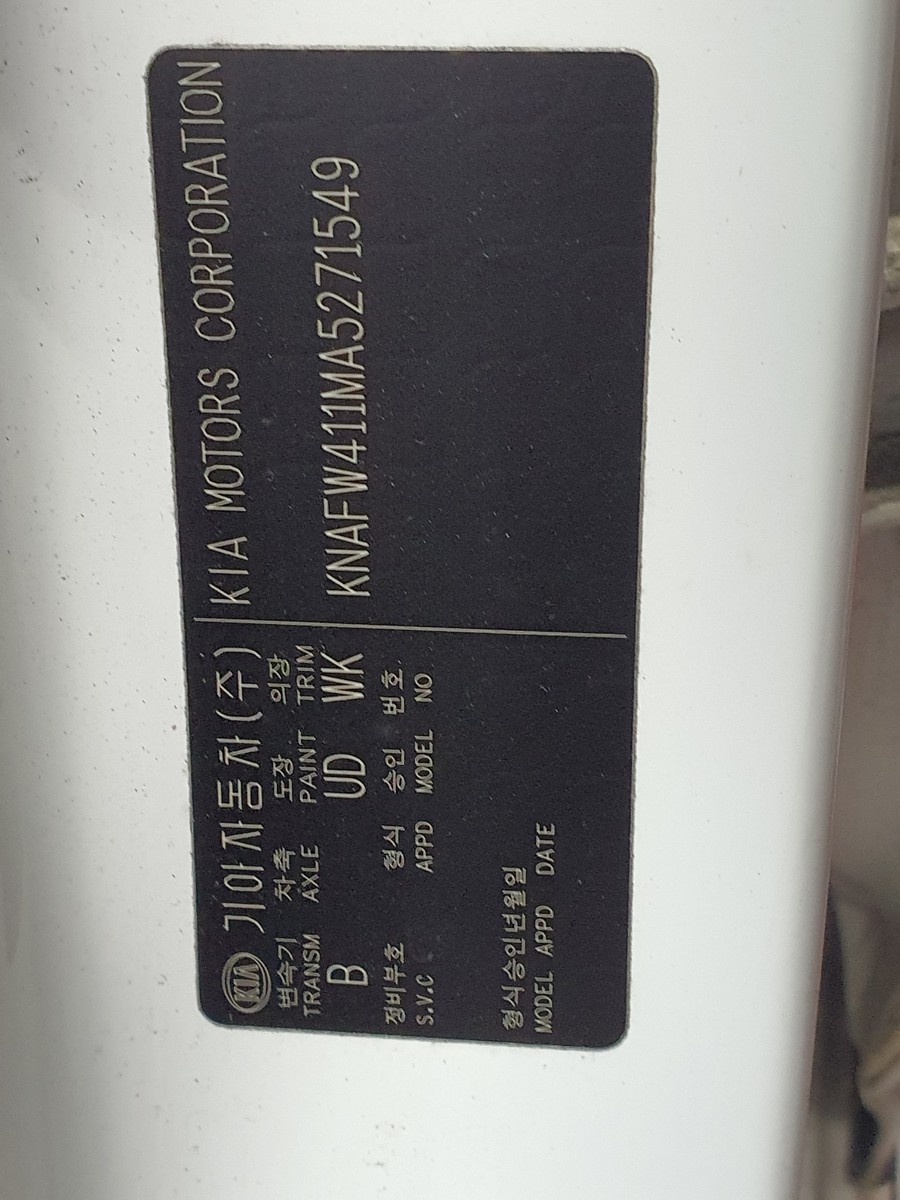 KIA 기아자동차(주) KIA MOTORS CORPORATION
변속기 차축 도장 의장
TRANSM AXLE PAINT TRIM
B UD WK KNAFW411MA5271549
정비부호 형식 승인 번호
S.V.C APPD MODEL NO
형식승인년월일
MODEL APPD DATE